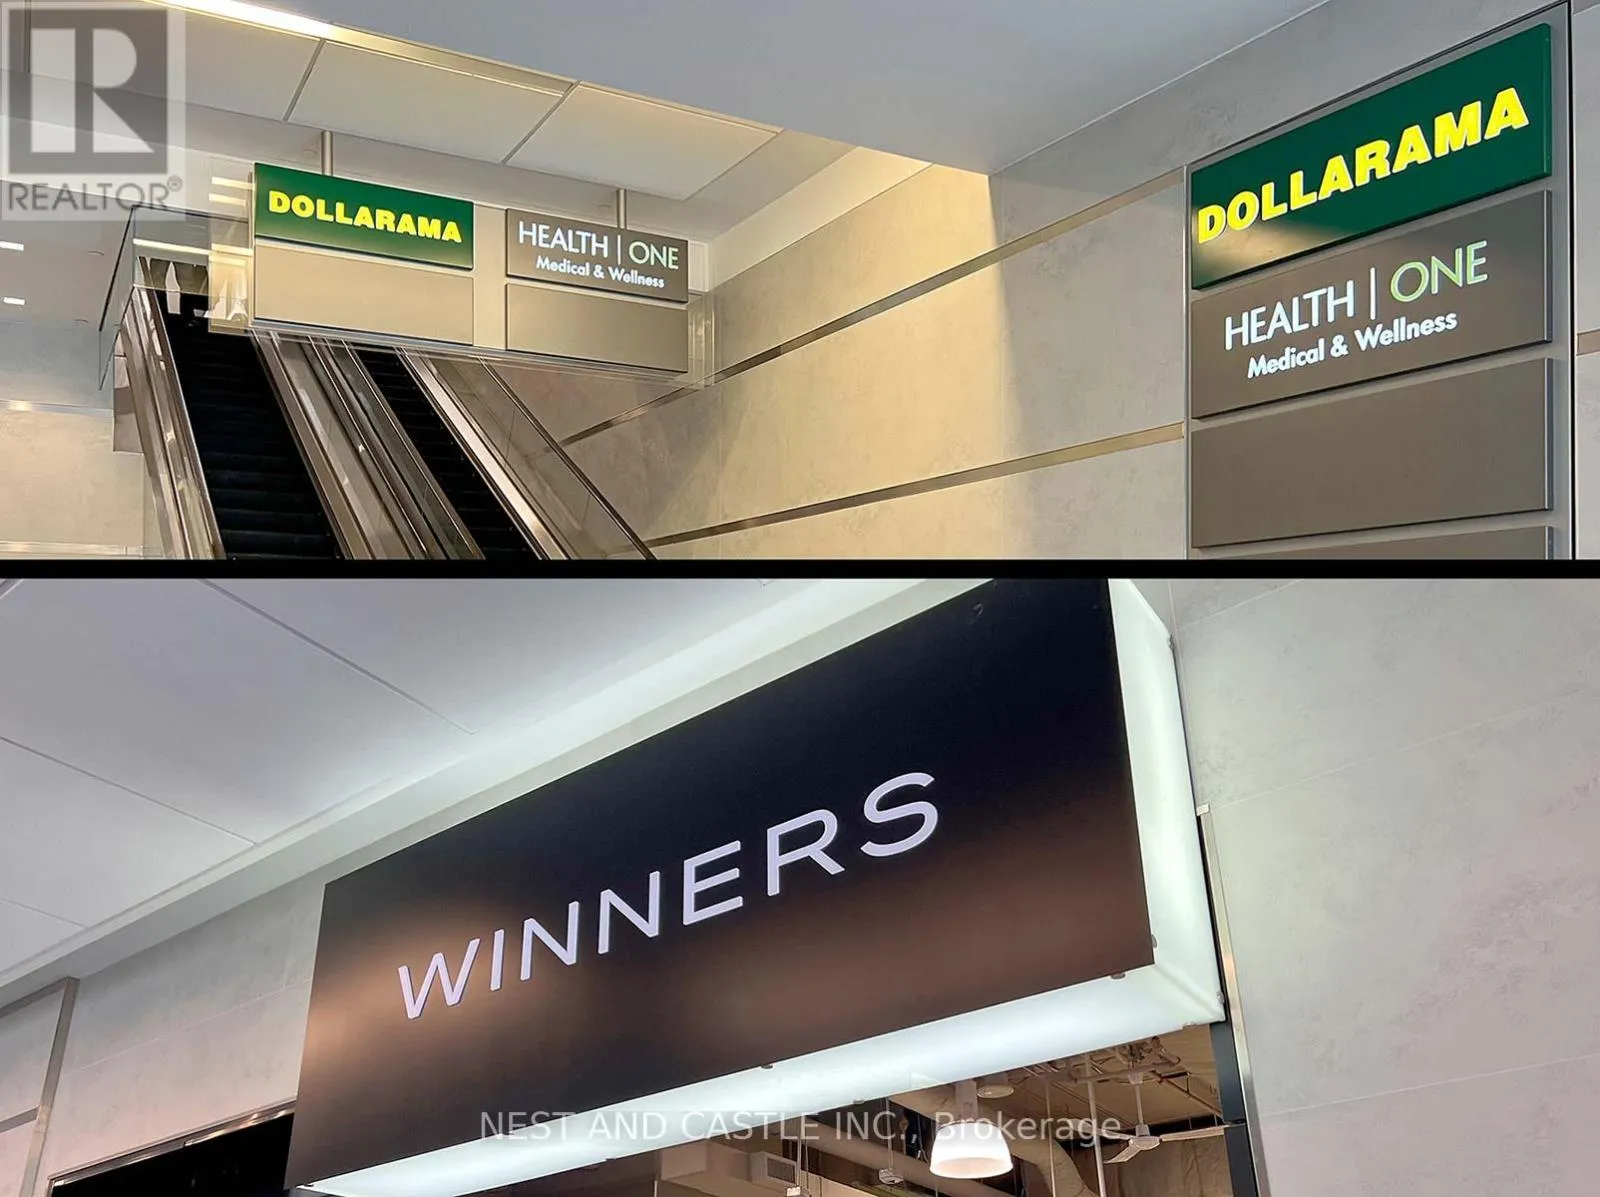 REALTOR®
DOLLARAMA
HEALTH | ONE
Medical & Wellness
DOLLARAMA
HEALTH | ONE
Medical & Wellness
WINNERS
NEST AND CASTLE INC., Brokerage